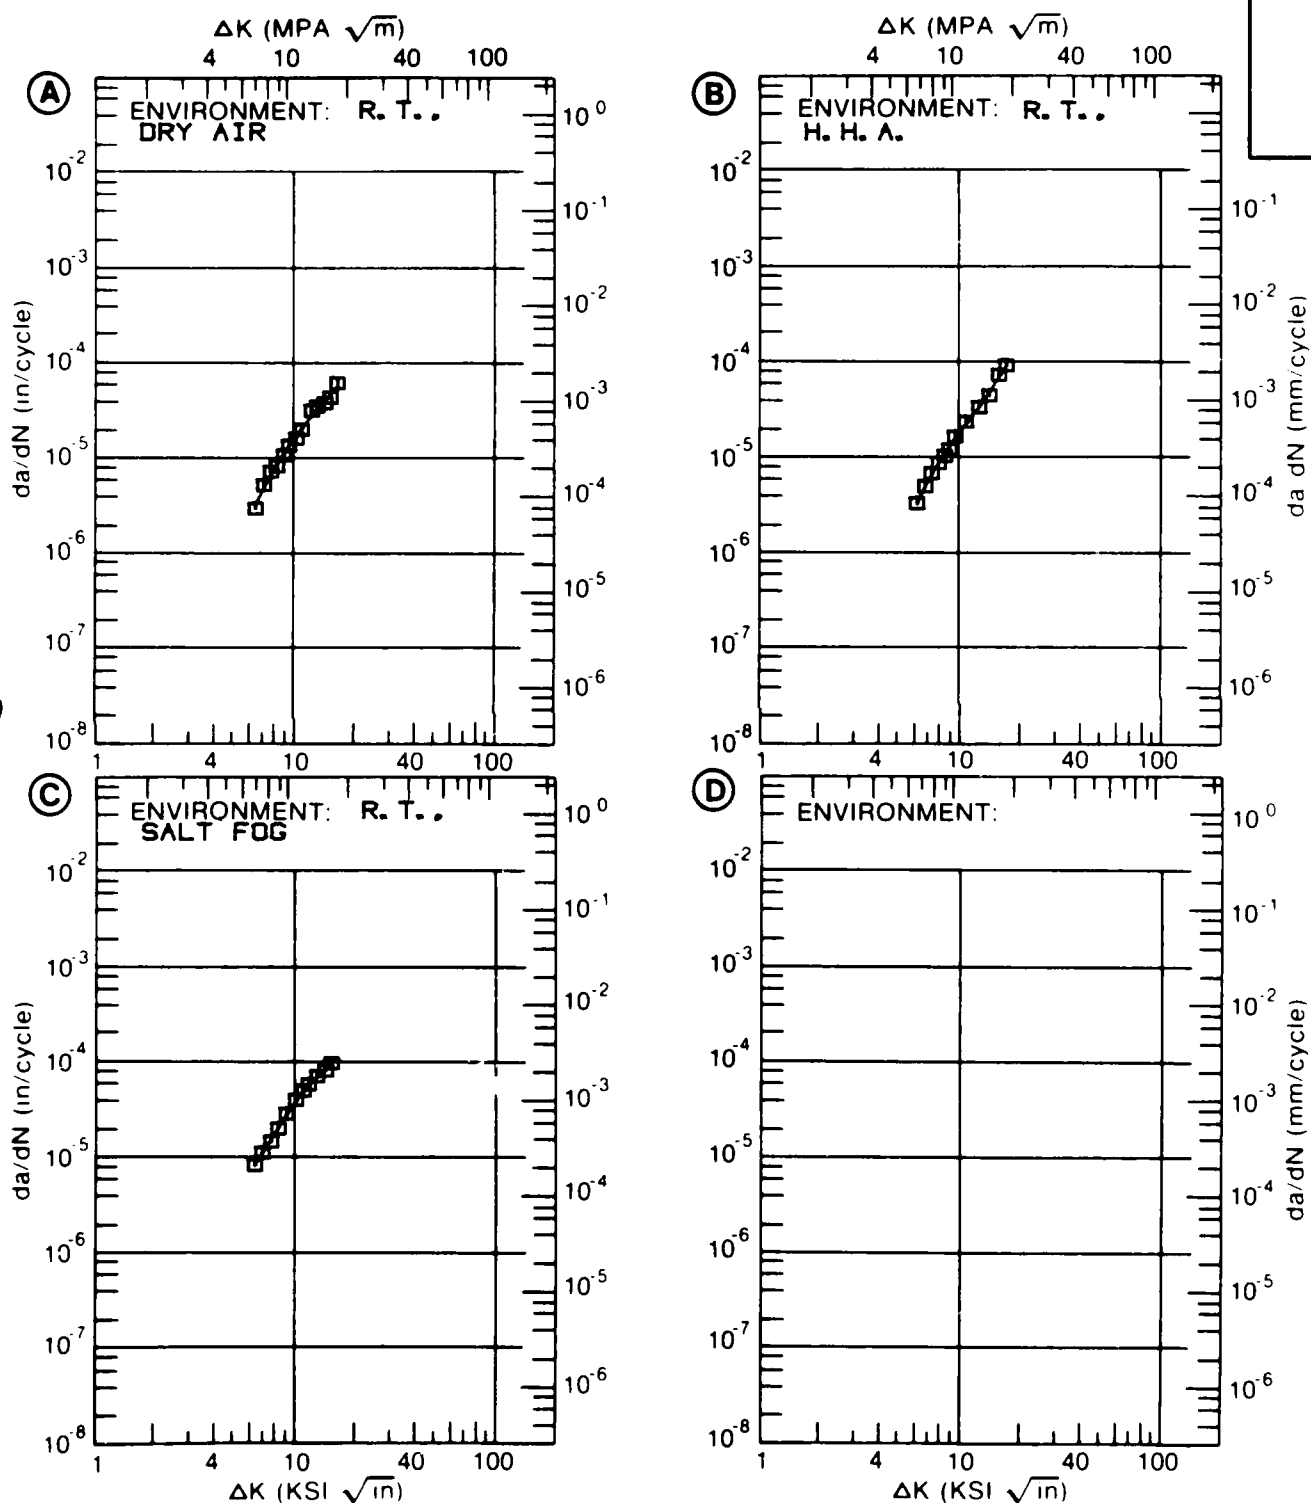 ΔK (MPA √m)
4 10 40 100
A
ENVIRONMENT: R.T.,
DRY AIR
da/dN (in/cycle)
10^-2
10^-3
10^-4
10^-5
10^-6
10^-7
10^-8
10^0
10^-1
10^-2
10^-3
10^-4
10^-5
10^-6
1 4 10 40 100
ΔK (MPA √m)
4 10 40 100
B
ENVIRONMENT: R.T.,
H.H.A.
10^-2
10^-3
10^-4
10^-5
10^-6
10^-7
10^-8
10^-1
10^-2
10^-3
10^-4
10^-5
10^-6
da dN (mm/cycle)
1 4 10 40 100
C
ENVIRONMENT: R.T.,
SALT FOG
da/dN (in/cycle)
10^-2
10^-3
10^-4
10^-5
10^-6
10^-7
10^-8
10^0
10^-1
10^-2
10^-3
10^-4
10^-5
10^-6
1 4 10 40 100
ΔK (KSI √in)
D
ENVIRONMENT:
10^-2
10^-3
10^-4
10^-5
10^-6
10^-7
10^-8
10^0
10^-1
10^-2
10^-3
10^-4
10^-5
10^-6
da/dN (mm/cycle)
1 4 10 40 100
ΔK (KSI √in)